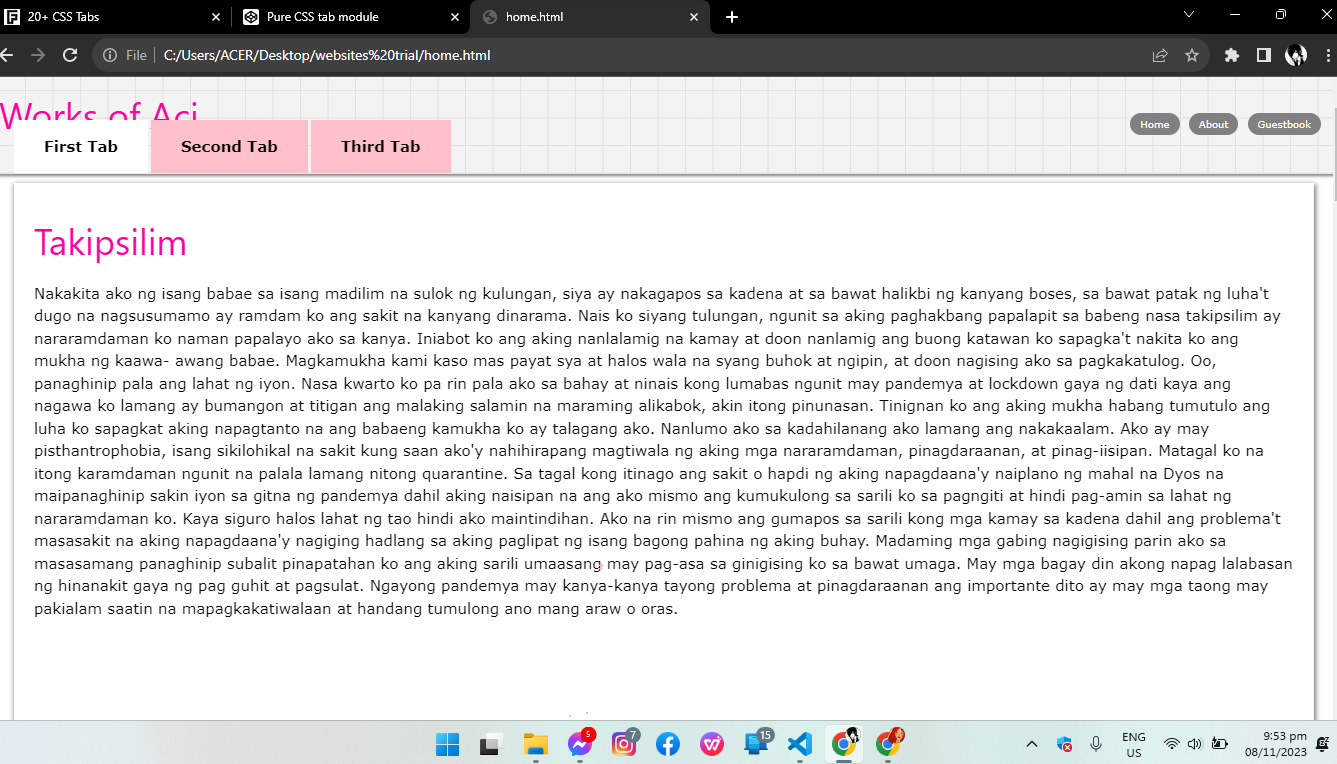 20+ CSS Tabs
Pure CSS tab module
home.html
File
C:/Users/ACER/Desktop/websites%20trial/home.html
Works of Aci
Home
About
Guestbook
First Tab
Second Tab
Third Tab
Takipsilim
Nakakita ako ng isang babae sa isang madilim na sulok ng kulungan, siya ay nakagapos sa kadena at sa bawat halikbi ng kanyang boses, sa bawat patak ng luha't
dugo na nagsusumamo ay ramdam ko ang sakit na kanyang dinarama. Nais ko siyang tulungan, ngunit sa aking paghakbang papalapit sa babeng nasa takipsilim ay
nararamdaman ko naman papalayo ako sa kanya. Iniabot ko ang aking nanlalamig na kamay at doon nanlamig ang buong katawan ko sapagka't nakita ko ang
mukha ng kaawa- awang babae. Magkamukha kami kaso mas payat sya at halos wala na syang buhok at ngipin, at doon nagising ako sa pagkakatulog. Oo,
panaghinip pala ang lahat ng iyon. Nasa kwarto ko pa rin pala ako sa bahay at ninais kong lumabas ngunit may pandemya at lockdown gaya ng dati kaya ang
nagawa ko lamang ay bumangon at titigan ang malaking salamin na maraming alikabok, akin itong pinunasan. Tinignan ko ang aking mukha habang tumutulo ang
luha ko sapagkat aking napagtanto na ang babaeng kamukha ko ay talagang ako. Nanlumo ako sa kadahilanang ako lamang ang nakakaalam. Ako ay may
pisthantrophobia, isang sikilohikal na sakit kung saan ako'y nahihirapang magtiwala ng aking mga nararamdaman, pinagdaraanan, at pinag-iisipan. Matagal ko na
itong karamdaman ngunit na palala lamang nitong quarantine. Sa tagal kong itinago ang sakit o hapdi ng aking napagdaana'y naiplano ng mahal na Dyos na
maipanaghinip sakin iyon sa gitna ng pandemya dahil aking naisipan na ang ako mismo ang kumukulong sa sarili ko sa pagngiti at hindi pag-amin sa lahat ng
nararamdaman ko. Kaya siguro halos lahat ng tao hindi ako maintindihan. Ako na rin mismo ang gumapos sa sarili kong mga kamay sa kadena dahil ang problema't
masasakit na aking napagdaana'y nagiging hadlang sa aking paglipat ng isang bagong pahina ng aking buhay. Madaming mga gabing nagigising parin ako sa
masasamang panaghinip subalit pinapatahan ko ang aking sarili umaasang may pag-asa sa ginigising ko sa bawat umaga. May mga bagay din akong napag lalabasan
ng hinanakit gaya ng pag guhit at pagsulat. Ngayong pandemya may kanya-kanya tayong problema at pinagdaraanan ang importante dito ay may mga taong may
pakialam saatin na mapagkakatiwalaan at handang tumulong ano mang araw o oras.
5
7
15
ENG
US
9:53 pm
08/11/2023